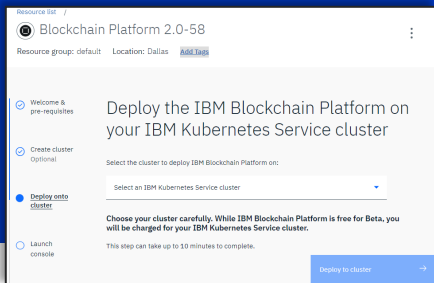 Resource list /
Blockchain Platform 2.0-58
Resource group: default Location: Dallas Add Tags
Welcome &
pre-requisites
Create cluster
Optional
Deploy onto
cluster
Launch
console
Deploy the IBM Blockchain Platform on
your IBM Kubernetes Service cluster
Select the cluster to deploy IBM Blockchain Platform on:
Select an IBM Kubernetes Service cluster
Choose your cluster carefully. While IBM Blockchain Platform is free for Beta, you
will be charged for your IBM Kubernetes Service cluster.
This step can take up to 10 minutes to complete.
Deploy to cluster